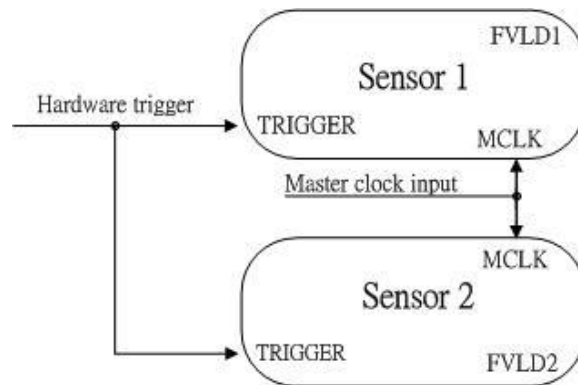 FVLD1
Sensor 1
Hardware trigger
TRIGGER
MCLK
Master clock input
MCLK
Sensor 2
TRIGGER
FVLD2